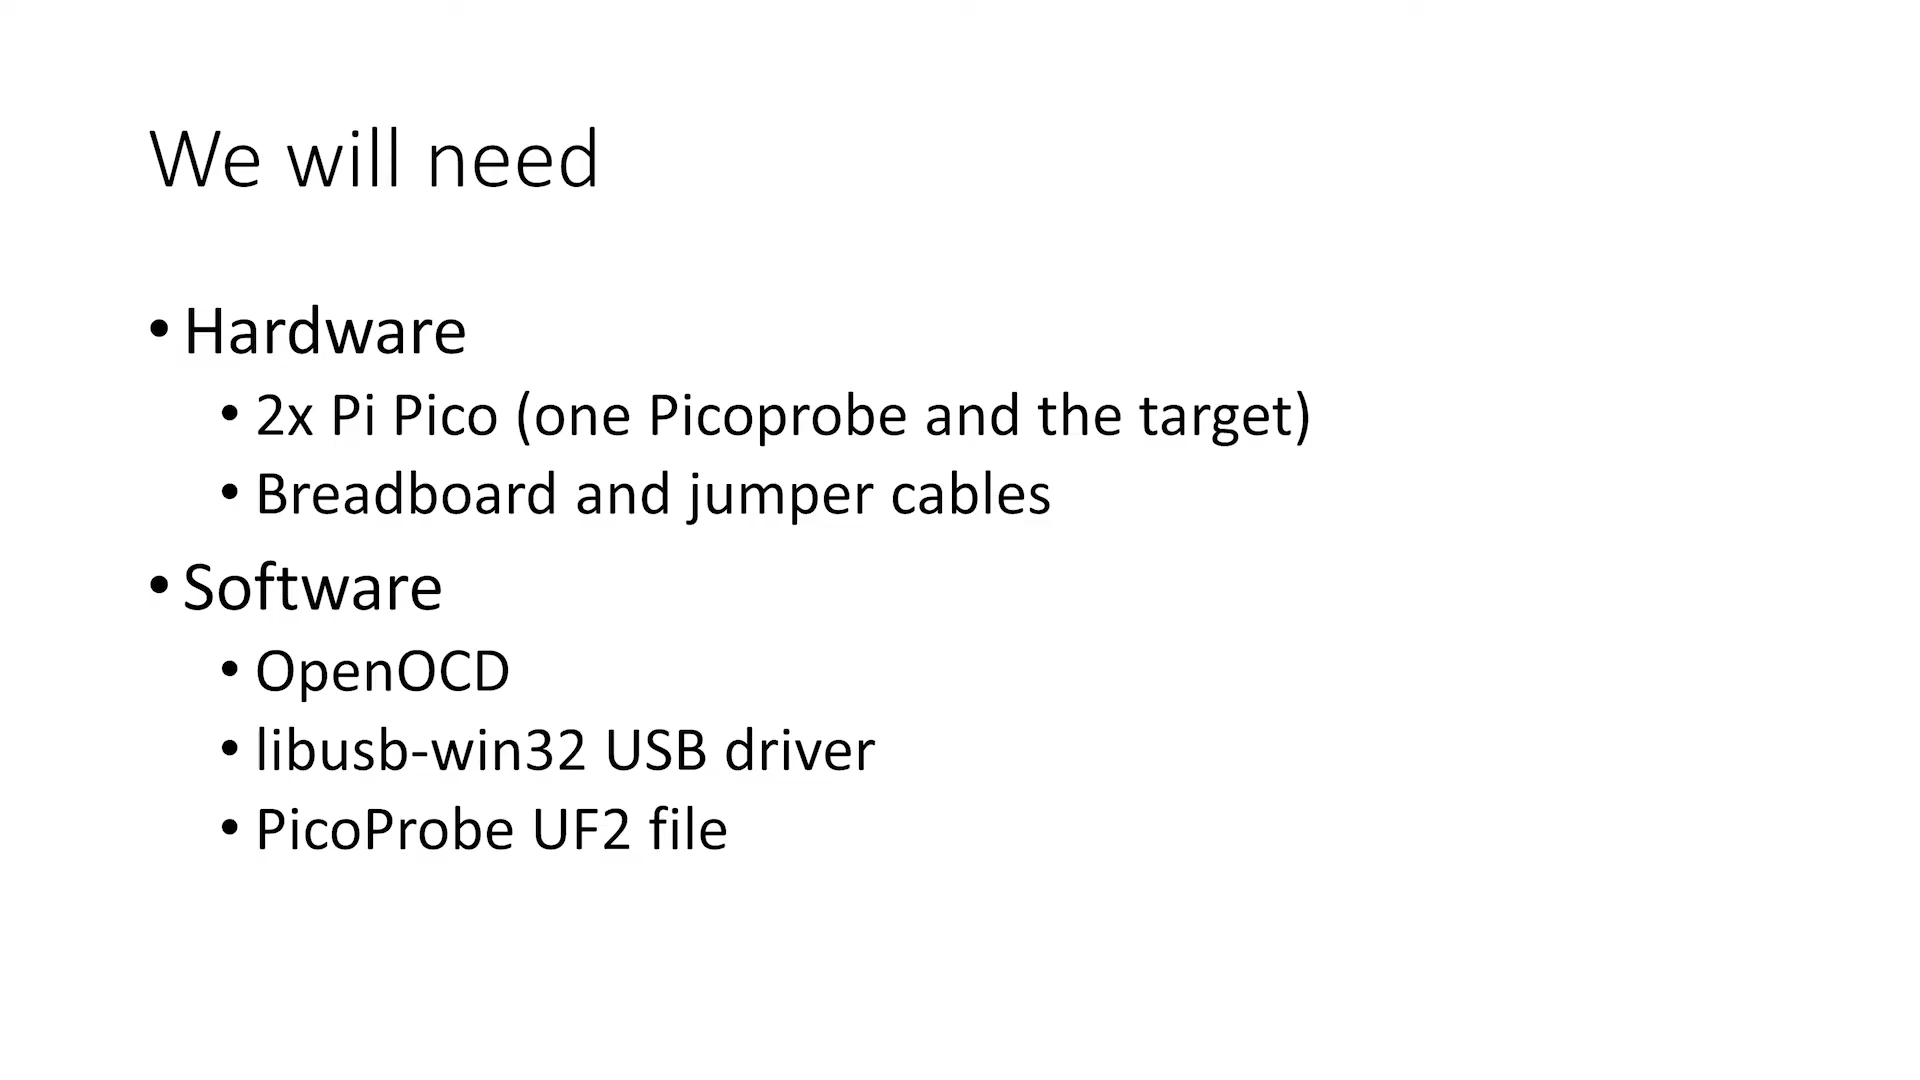 We will need
• Hardware
• 2x Pi Pico (one Picoprobe and the target)
• Breadboard and jumper cables
• Software
• OpenOCD
• libusb-win32 USB driver
• PicoProbe UF2 file